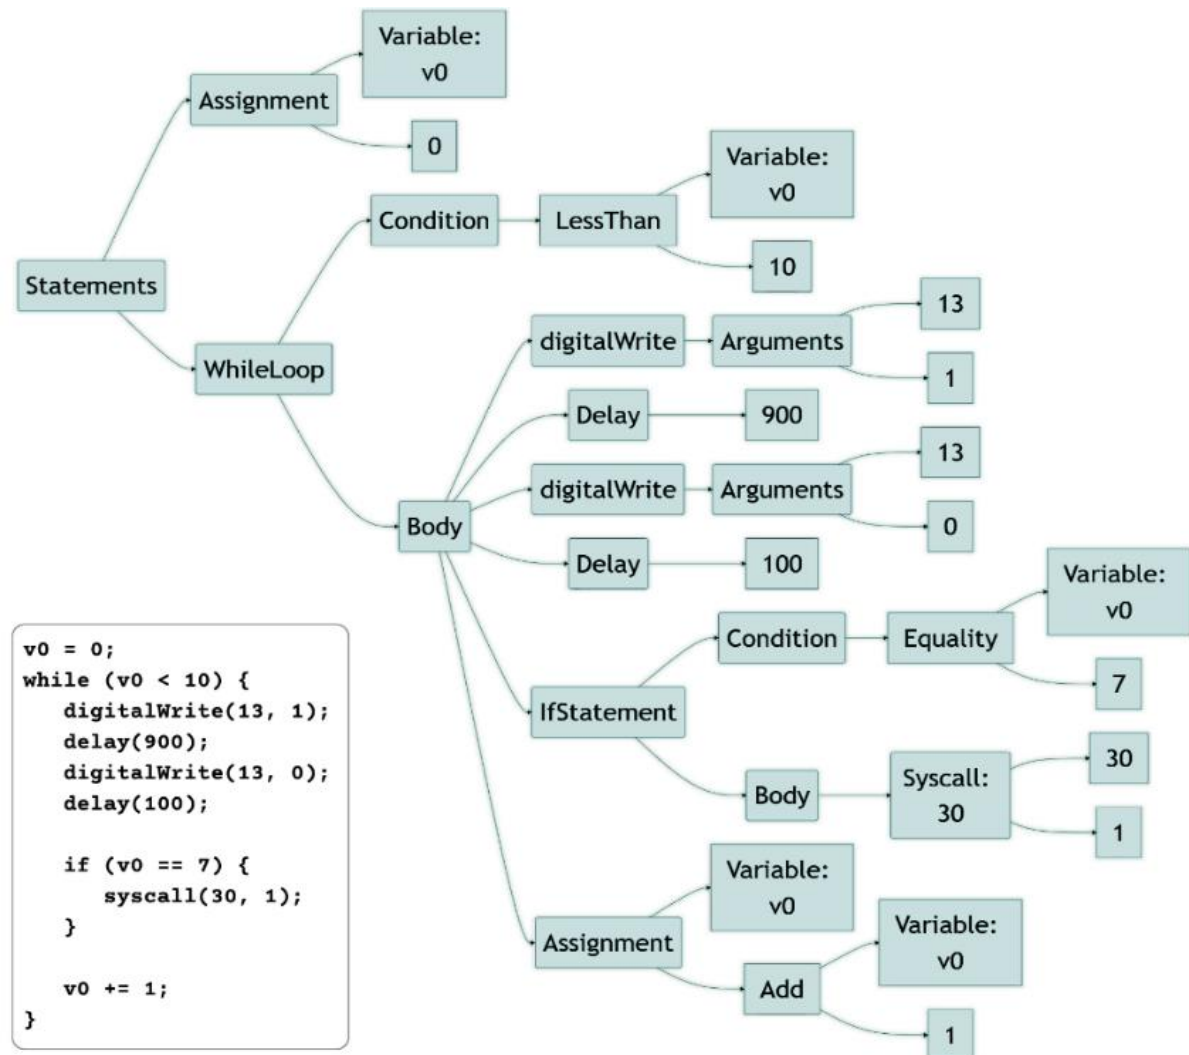 Variable:
v0
Assignment
0
Variable:
v0
Condition
LessThan
10
Statements
13
digitalWrite
Arguments
WhileLoop
1
Delay
900
13
digitalWrite
Arguments
Body
0
Delay
100
Variable:
v0
Condition
Equality
7
IfStatement
30
Body
Syscall:
30
1
Variable:
v0
Assignment
Variable:
v0
Add
1
v0 = 0;
while (v0 < 10) {
   digitalWrite(13, 1);
   delay(900);
   digitalWrite(13, 0);
   delay(100);
   if (v0 == 7) {
      syscall(30, 1);
   }
   v0 += 1;
}